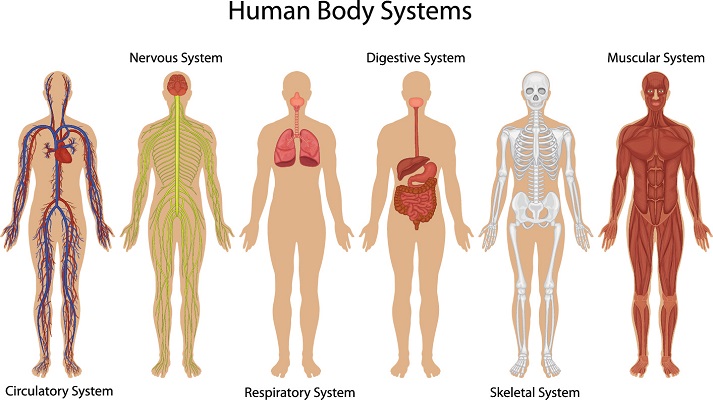 Human Body Systems
Nervous System
Digestive System
Muscular System
Circulatory System
Respiratory System
Skeletal System